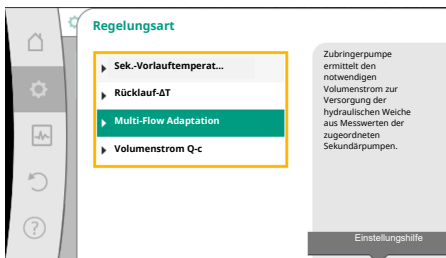 Regelungsart
Sek.-Vorlauftemperat...
Rücklauf-ΔT
Multi-Flow Adaptation
Volumenstrom Q-c
Zubringerpumpe
ermittelt den
notwendigen
Volumenstrom zur
Versorgung der
hydraulischen Weiche
aus Messwerten der
zugeordneten
Sekundärpumpen.
Einstellungshilfe